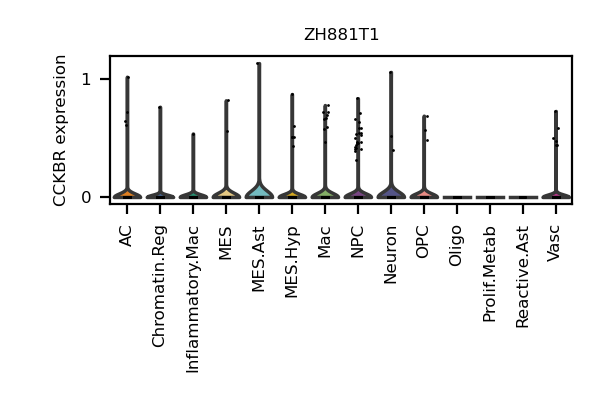 ZH881T1
CCKBR expression
1
0
AC
Chromatin.Reg
Inflammatory.Mac
MES
MES.Ast
MES.Hyp
Mac
NPC
Neuron
OPC
Oligo
Prolif.Metab
Reactive.Ast
Vasc